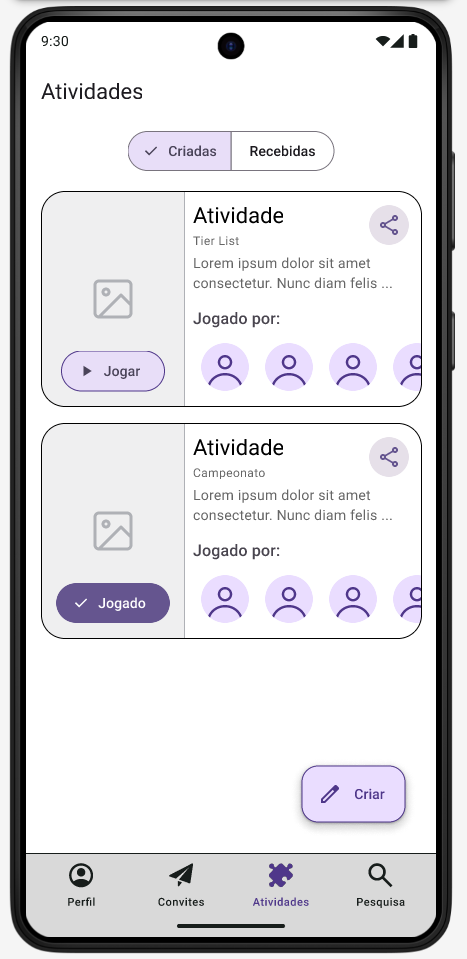 9:30
Atividades
Criadas
Recebidas
Atividade
Tier List
Lorem ipsum dolor sit amet
consectetur. Nunc diam felis ...
Jogado por:
Jogar
Atividade
Campeonato
Lorem ipsum dolor sit amet
consectetur. Nunc diam felis ...
Jogado por:
Jogado
Criar
Perfil
Convites
Atividades
Pesquisa